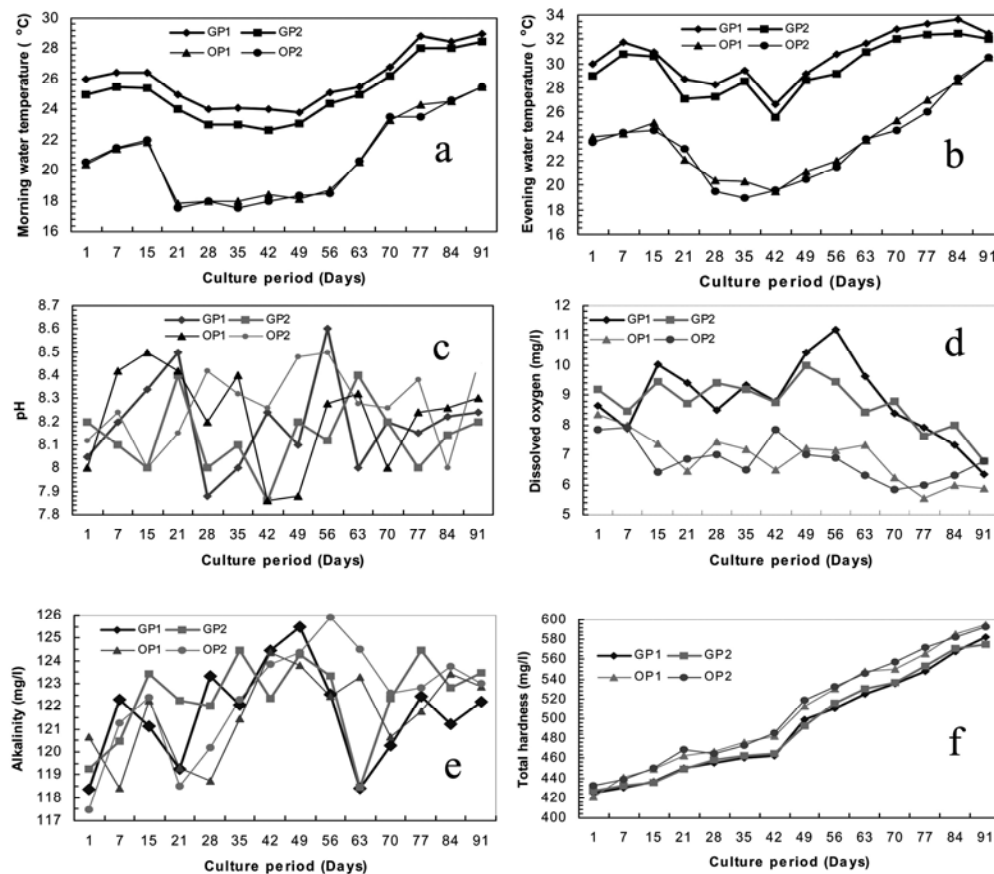 Morning water temperature ( °C)
30
28
26
24
22
20
18
16
GP1 GP2
OP1 OP2
a
1 7 15 21 28 35 42 49 56 63 70 77 84 91
Culture period (Days)
Evening water temperature (°C)
34
32
30
28
26
24
22
20
18
16
GP1 GP2
OP1 OP2
b
1 7 15 21 28 35 42 49 56 63 70 77 84 91
Culture period (Days)
pH
8.7
8.6
8.5
8.4
8.3
8.2
8.1
8
7.9
7.8
GP1 GP2
OP1 OP2
c
1 7 15 21 28 35 42 49 56 63 70 77 84 91
Culture period (Days)
Dissolved oxygen (mg/l)
12
11
10
9
8
7
6
5
GP1 GP2
OP1 OP2
d
1 7 15 21 28 35 42 49 56 63 70 77 84 91
Culture period (Days)
Alkalinity (mg/l)
126
125
124
123
122
121
120
119
118
117
GP1 GP2
OP1 OP2
e
1 7 15 21 28 35 42 49 56 63 70 77 84 91
Culture period (Days)
Total hardness (mg/l)
600
580
560
540
520
500
480
460
440
420
400
GP1 GP2
OP1 OP2
f
1 7 15 21 28 35 42 49 56 63 70 77 84 91
Culture period (Days)